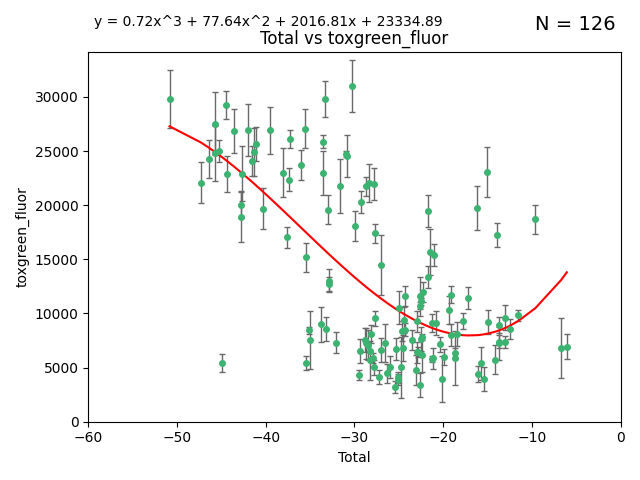 y = 0.72x^3 + 77.64x^2 + 2016.81x + 23334.89
N = 126
Total vs toxgreen_fluor
toxgreen_fluor
30000
25000
20000
15000
10000
5000
0
−60
−50
−40
−30
−20
−10
0
Total